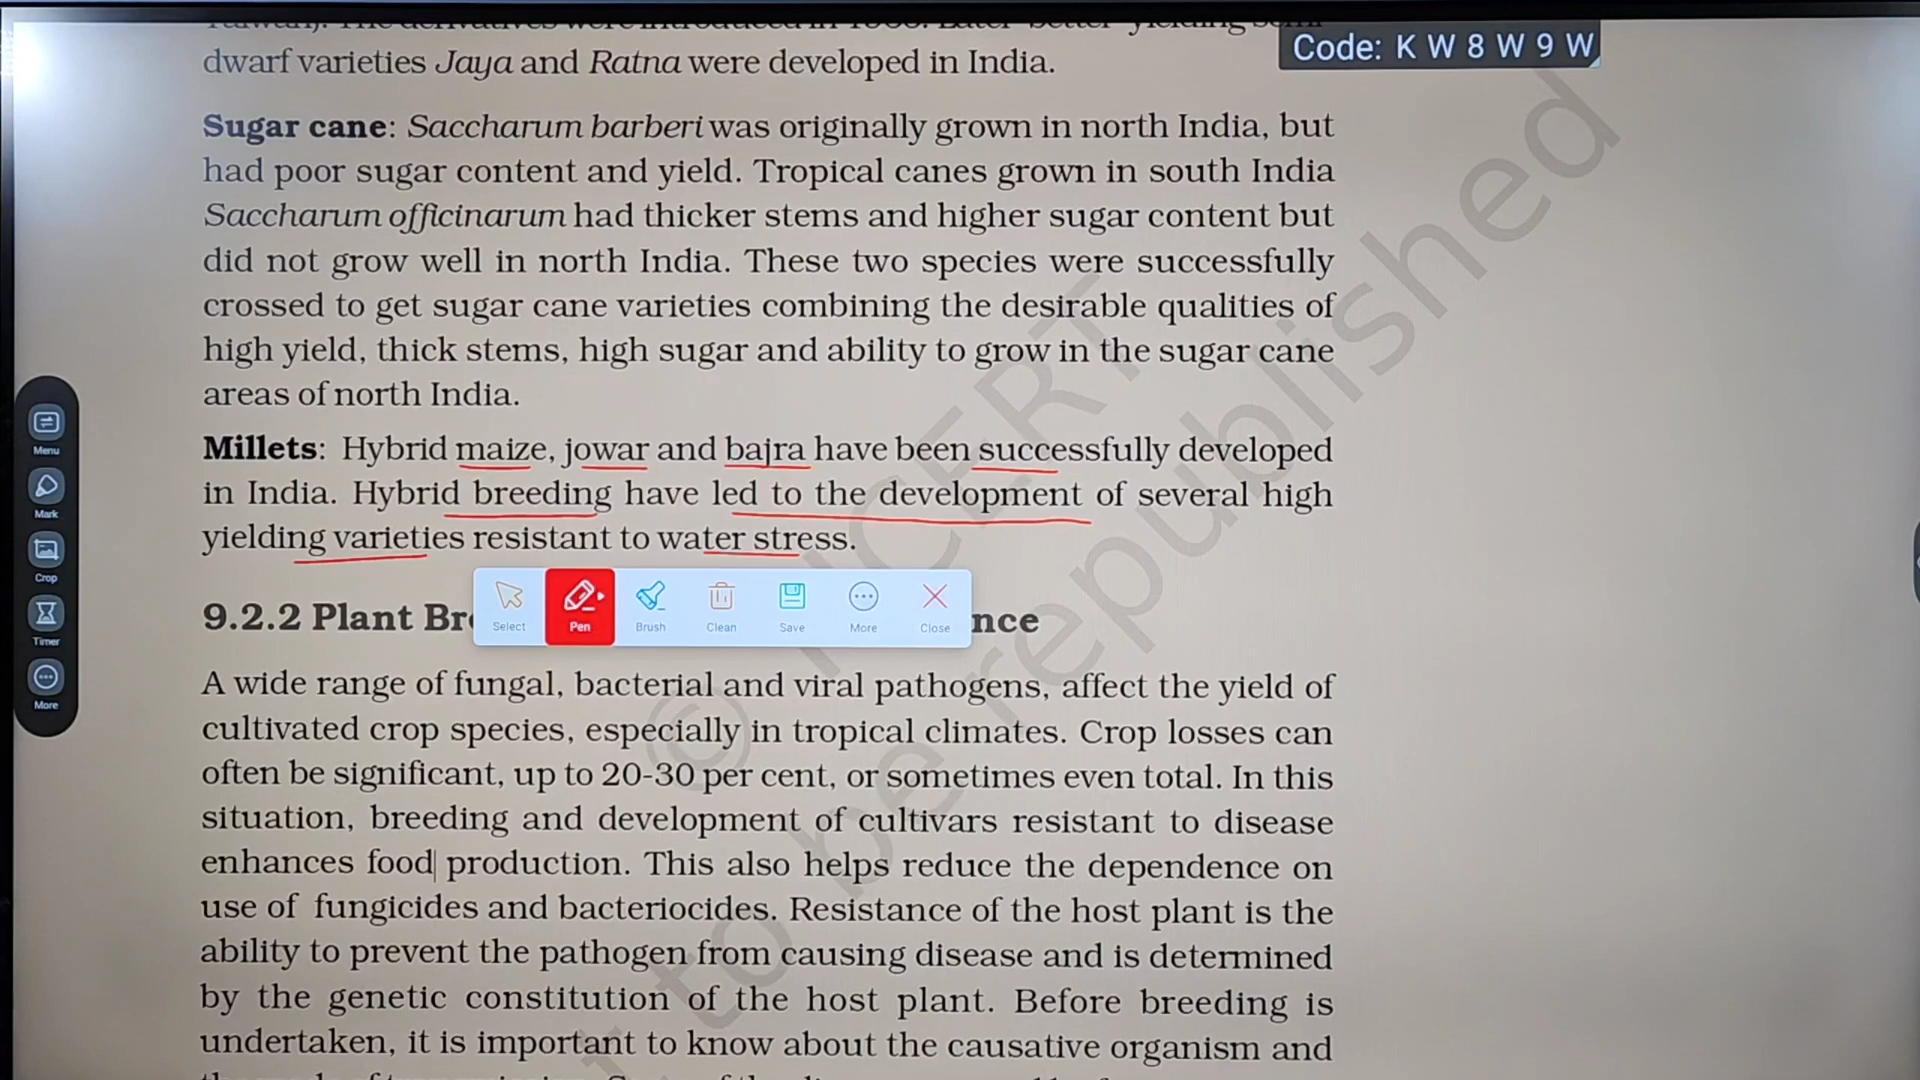 dwarf varieties Jaya and Ratna were developed in India.
Code: K W 8 W 9 W
Sugar cane: Saccharum barberi was originally grown in north India, but
had poor sugar content and yield. Tropical canes grown in south India
Saccharum officinarum had thicker stems and higher sugar content but
did not grow well in north India. These two species were successfully
crossed to get sugar cane varieties combining the desirable qualities of
high yield, thick stems, high sugar and ability to grow in the sugar cane
areas of north India.
Millets: Hybrid maize, jowar and bajra have been successfully developed
in India. Hybrid breeding have led to the development of several high
yielding varieties resistant to water stress.
Menu
Mark
Crop
Timer
More
Select
Pen
Brush
Clean
Save
More
Close
9.2.2 Plant
A wide range of fungal, bacterial and viral pathogens, affect the yield of
cultivated crop species, especially in tropical climates. Crop losses can
often be significant, up to 20-30 per cent, or sometimes even total. In this
situation, breeding and development of cultivars resistant to disease
enhances food production. This also helps reduce the dependence on
use of fungicides and bacteriocides. Resistance of the host plant is the
ability to prevent the pathogen from causing disease and is determined
by the genetic constitution of the host plant. Before breeding is
undertaken, it is important to know about the causative organism and
© NCERT
be republished